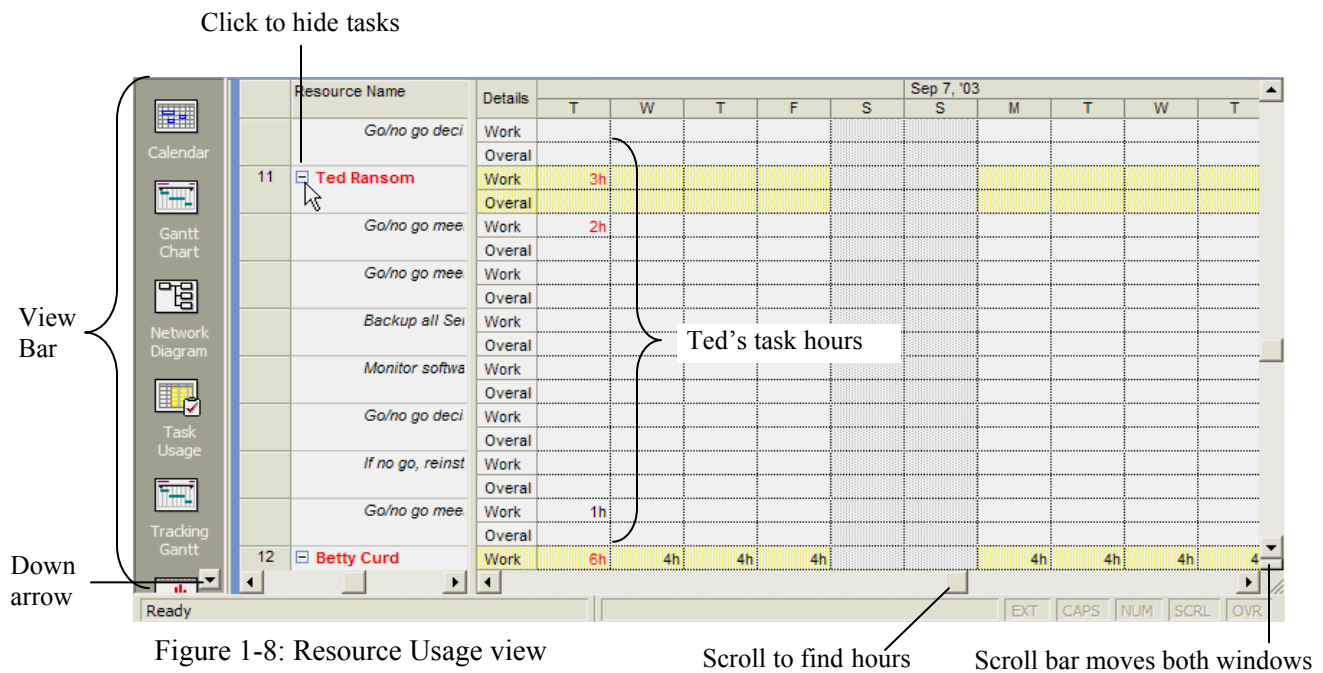 Click to hide tasks
Resource Name Details Sep 7, '03
T W T F S S M T W T
Go/no go deci Work
Overal
11 Ted Ransom Work 3h
Overal
Go/no go mee Work 2h
Overal
Go/no go mee Work
Overal
Backup all Ser Work
Overal
Monitor softwa Work
Overal
Go/no go deci Work
Overal
If no go, reinst Work
Overal
Go/no go mee Work 1h
Overal
12 Betty Curd Work 6h 4h 4h 4h 4h 4h 4h 4
Calendar
Gantt
Chart
Network
Diagram
Task
Usage
Tracking
Gantt
View
Bar
Down
arrow
Ted's task hours
Ready EXT CAPS NUM SCRL OVR
Figure 1-8: Resource Usage view
Scroll to find hours
Scroll bar moves both windows